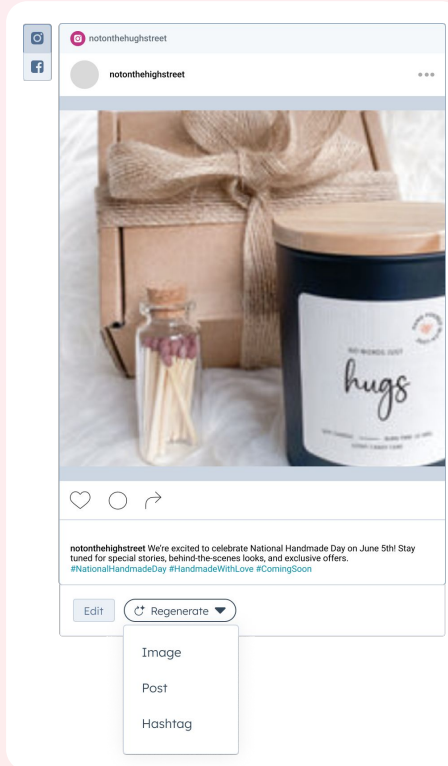 notonthehughstreet
notonthehighstreet
NO WORDS JUST
hugs
notonthehighstreet We're excited to celebrate National Handmade Day on June 5th! Stay
tuned for special stories, behind-the-scenes looks, and exclusive offers.
#NationalHandmadeDay #HandmadeWithLove #ComingSoon
Edit
Regenerate
Image
Post
Hashtag